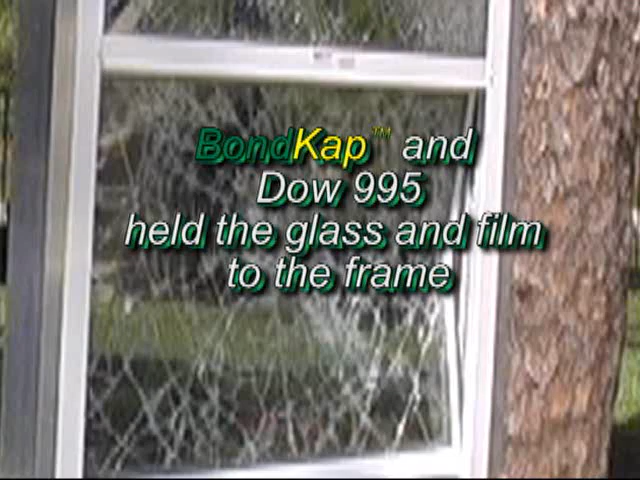 BondKap™ and
Dow 995
held the glass and film
to the frame